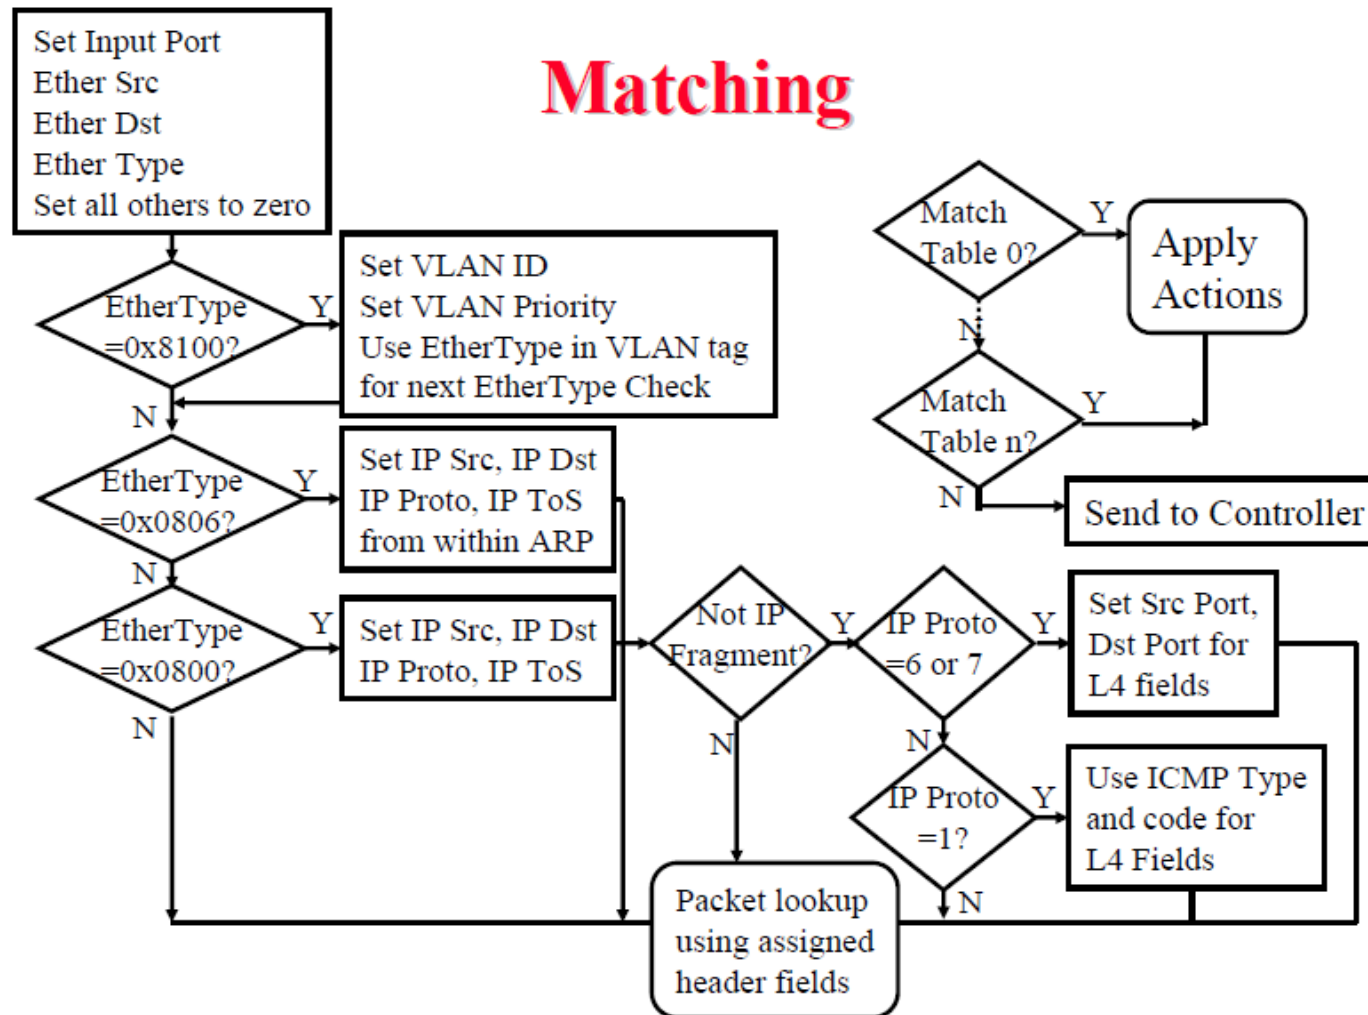 Matching
Set Input Port
Ether Src
Ether Dst
Ether Type
Set all others to zero
EtherType
=0x8100?
Y
N
Set VLAN ID
Set VLAN Priority
Use EtherType in VLAN tag
for next EtherType Check
EtherType
=0x0806?
Y
N
Set IP Src, IP Dst
IP Proto, IP ToS
from within ARP
EtherType
=0x0800?
Y
N
Set IP Src, IP Dst
IP Proto, IP ToS
Not IP
Fragment?
Y
N
IP Proto
=6 or 7
Y
N
Set Src Port,
Dst Port for
L4 fields
IP Proto
=1?
Y
N
Use ICMP Type
and code for
L4 Fields
Packet lookup
using assigned
header fields
Match
Table 0?
Y
N
Apply
Actions
Match
Table n?
Y
N
Send to Controller